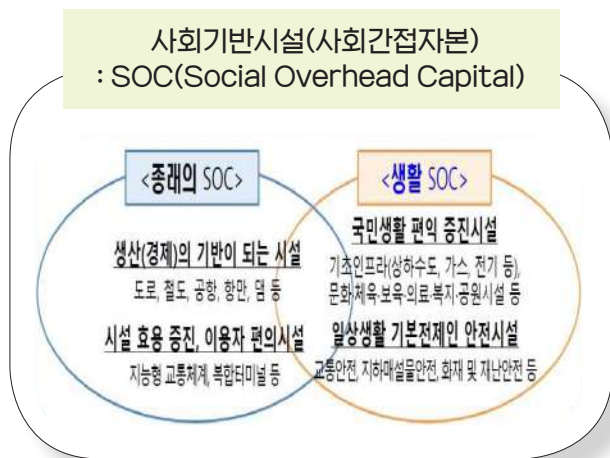 사회기반시설(사회간접자본)
: SOC(Social Overhead Capital)
<종래의 SOC>
생산(경제)의 기반이 되는 시설
도로, 철도, 공항, 항만, 댐 등
시설 효용 증진, 이용자 편의시설
지능형 교통체계, 복합터미널 등
<생활 SOC>
국민생활 편익 증진시설
기초인프라(상하수도, 가스, 전기 등),
문화·체육·보육·의료·복지·공원시설 등
일상생활 기본전제인 안전시설
교통안전, 지하매설물안전, 화재 및 재난안전 등